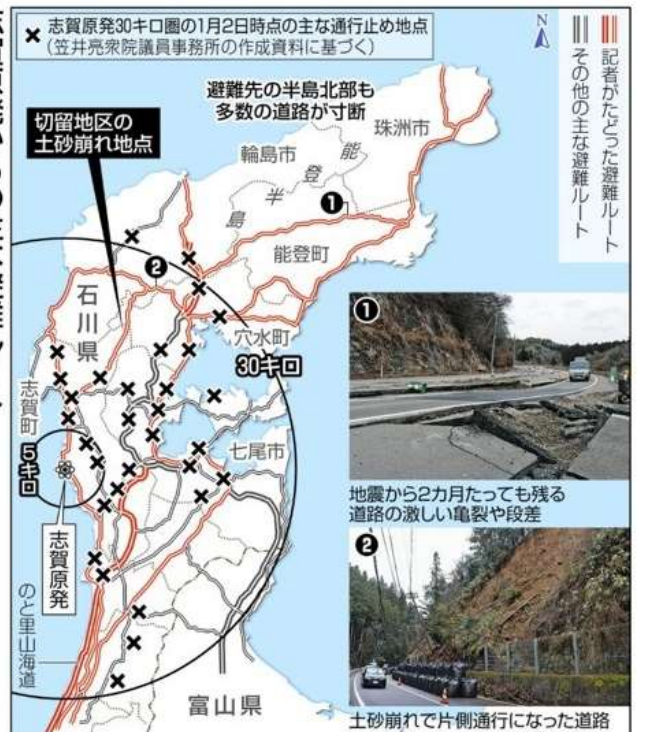 ✖ 志賀原発30キロ圏の1月2日時点の主な通行止め地点
(笠井亮衆院議員事務所の作成資料に基づく)
N
記者がたどった避難ルート
その他の主な避難ルート
避難先の半島北部も
多数の道路が寸断
切留地区の
土砂崩れ地点
珠洲市
輪島市
能登半島
❶
能登町
❷
石川県
穴水町
30キロ
志賀町
七尾市
5キロ
志賀原発
のと里山海道
富山県
❶
地震から2カ月たっても残る
道路の激しい亀裂や段差
❷
土砂崩れで片側通行になった道路